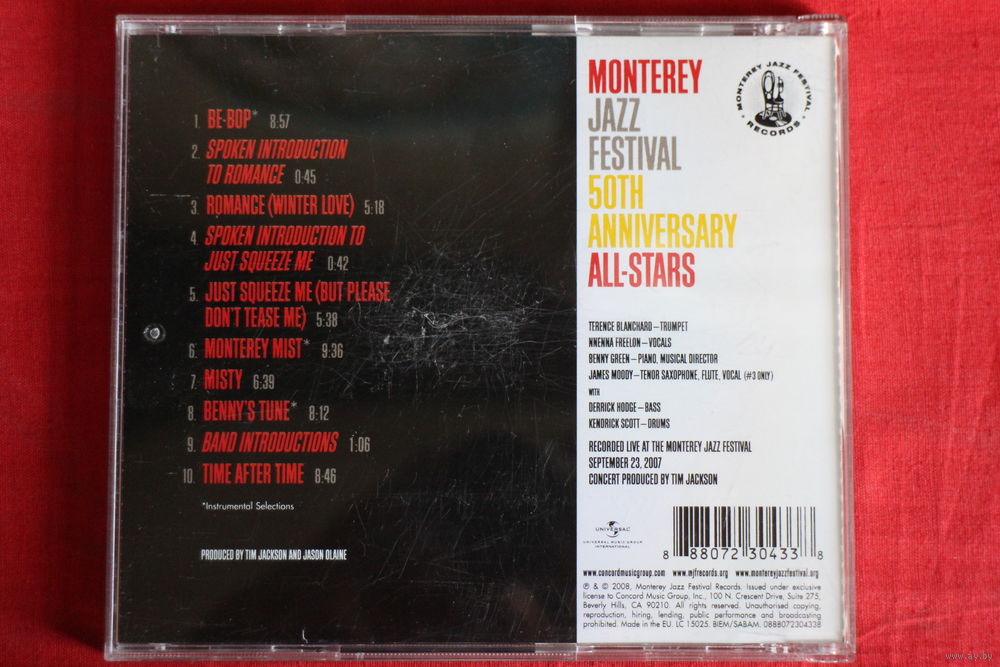 1. BE-BOP* 8:57
2. SPOKEN INTRODUCTION
TO ROMANCE 0:45
3. ROMANCE (WINTER LOVE) 5:18
4. SPOKEN INTRODUCTION TO
JUST SQUEEZE ME 0:42
5. JUST SQUEEZE ME (BUT PLEASE
DON'T TEASE ME) 5:38
6. MONTEREY MIST* 9:36
7. MISTY 6:39
8. BENNY'S TUNE* 8:12
9. BAND INTRODUCTIONS 1:06
10. TIME AFTER TIME 8:46
*Instrumental Selections
PRODUCED BY TIM JACKSON AND JASON OLAINE
MONTEREY
JAZZ
FESTIVAL
50TH
ANNIVERSARY
ALL-STARS
MONTEREY JAZZ FESTIVAL
RECORDS
TERENCE BLANCHARD—TRUMPET
NNENNA FREELON—VOCALS
BENNY GREEN—PIANO, MUSICAL DIRECTOR
JAMES MOODY—TENOR SAXOPHONE, FLUTE, VOCAL (#3 ONLY)
WITH
DERRICK HODGE—BASS
KENDRICK SCOTT—DRUMS
RECORDED LIVE AT THE MONTEREY JAZZ FESTIVAL
SEPTEMBER 23, 2007
CONCERT PRODUCED BY TIM JACKSON
UNIVERSAL
UNIVERSAL MUSIC GROUP
INTERNATIONAL
8 88072 30433 8
www.concordmusicgroup.com www.mjfrecords.org www.montereyjazzfestival.org
℗ & © 2008, Monterey Jazz Festival Records. Issued under exclusive
license to Concord Music Group, Inc., 100 N. Crescent Drive, Suite 275,
Beverly Hills, CA 90210. All rights reserved. Unauthorised copying,
reproduction, hiring, lending, public performance and broadcasting
prohibited. Made in the EU. LC 15025. BIEM/SABAM. 0888072304338
www.ay.by